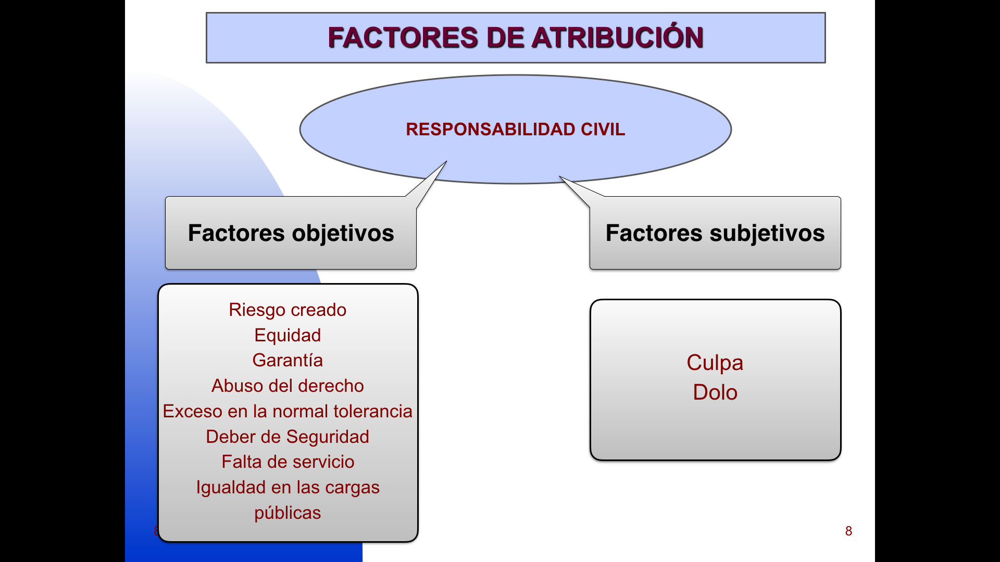 FACTORES DE ATRIBUCIÓN
RESPONSABILIDAD CIVIL
Factores objetivos
Factores subjetivos
Riesgo creado
Equidad
Garantía
Abuso del derecho
Exceso en la normal tolerancia
Deber de Seguridad
Falta de servicio
Igualdad en las cargas
públicas
Culpa
Dolo
8